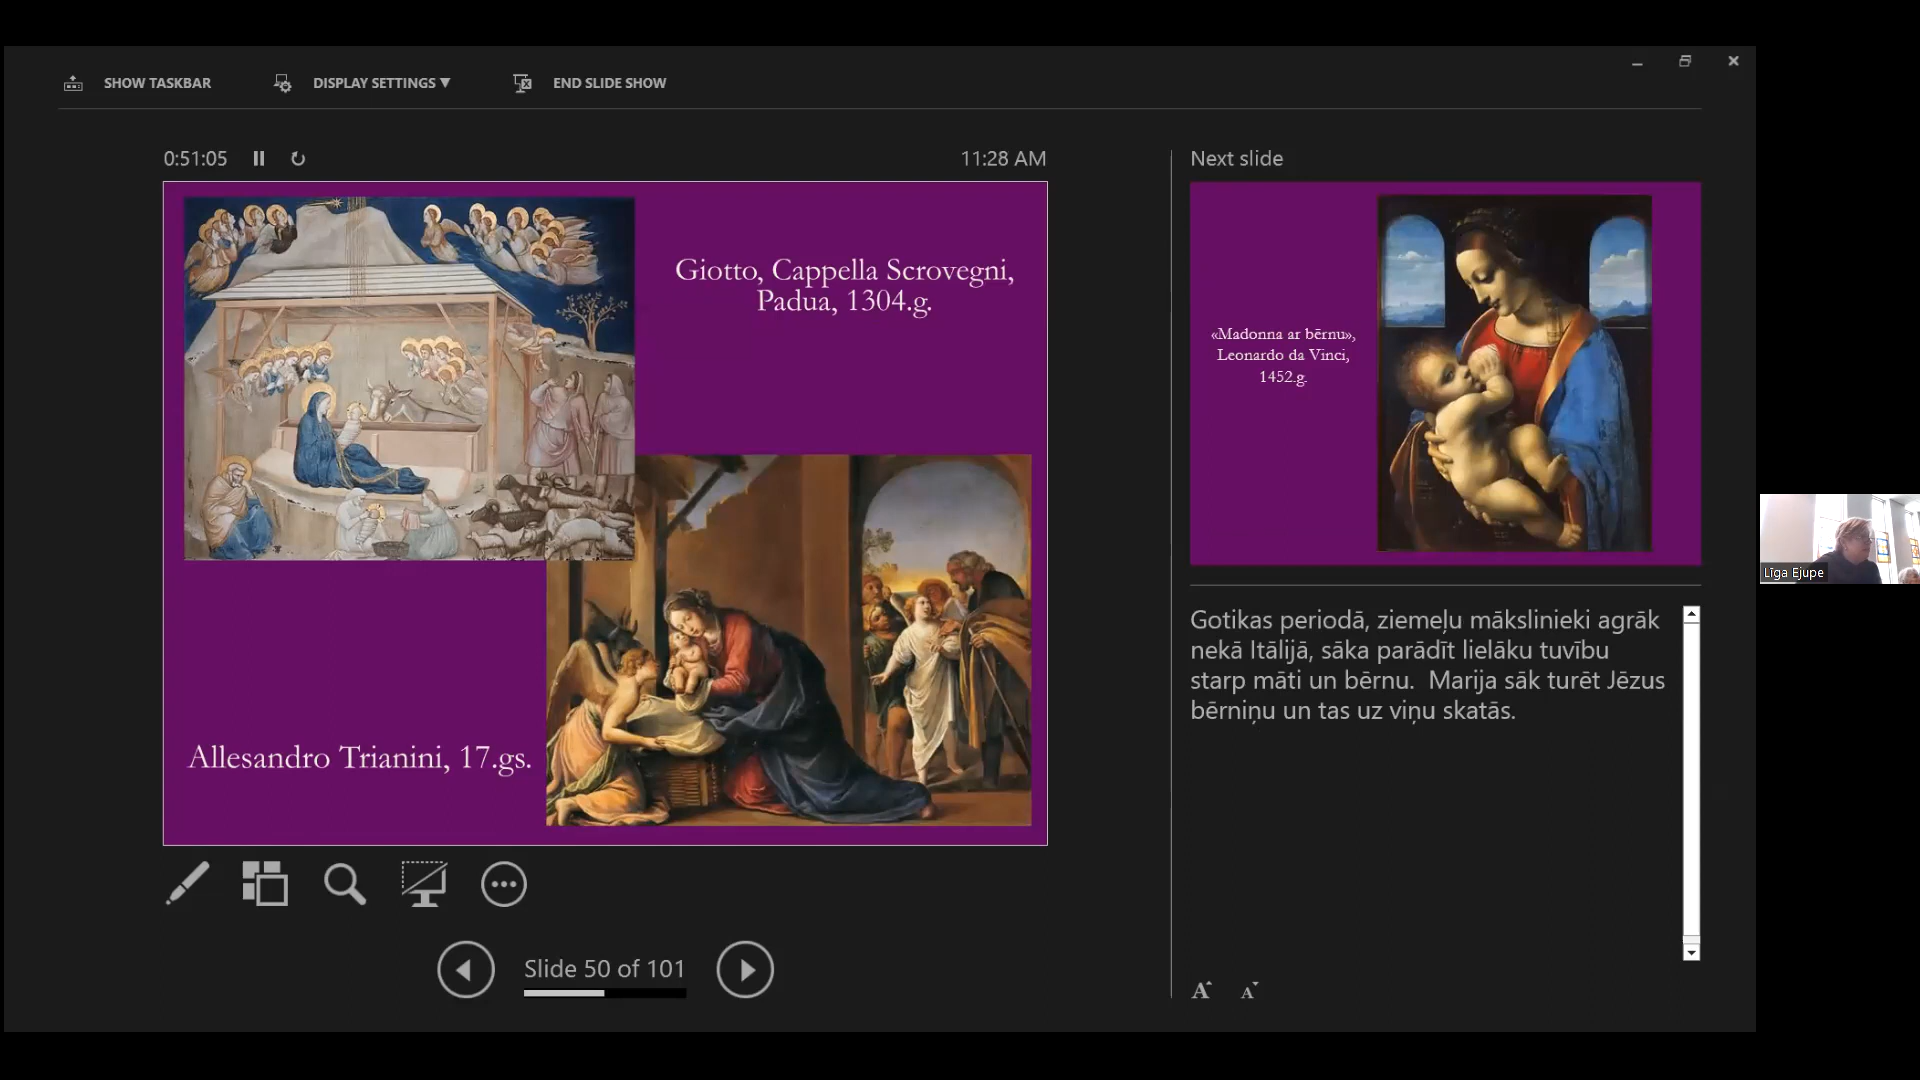 SHOW TASKBAR
DISPLAY SETTINGS ▼
END SLIDE SHOW
0:51:05
11:28 AM
Giotto, Cappella Scrovegni,
Padua, 1304.g.
Allesandro Trianini, 17.gs.
Slide 50 of 101
Next slide
«Madonna ar bērnu»,
Leonardo da Vinci,
1452.g.
Gotikas periodā, ziemeļu mākslinieki agrāk
nekā Itālijā, sāka parādīt lielāku tuvību
starp māti un bērnu.  Marija sāk turēt Jēzus
bērniņu un tas uz viņu skatās.
A A
Līga Ejupe